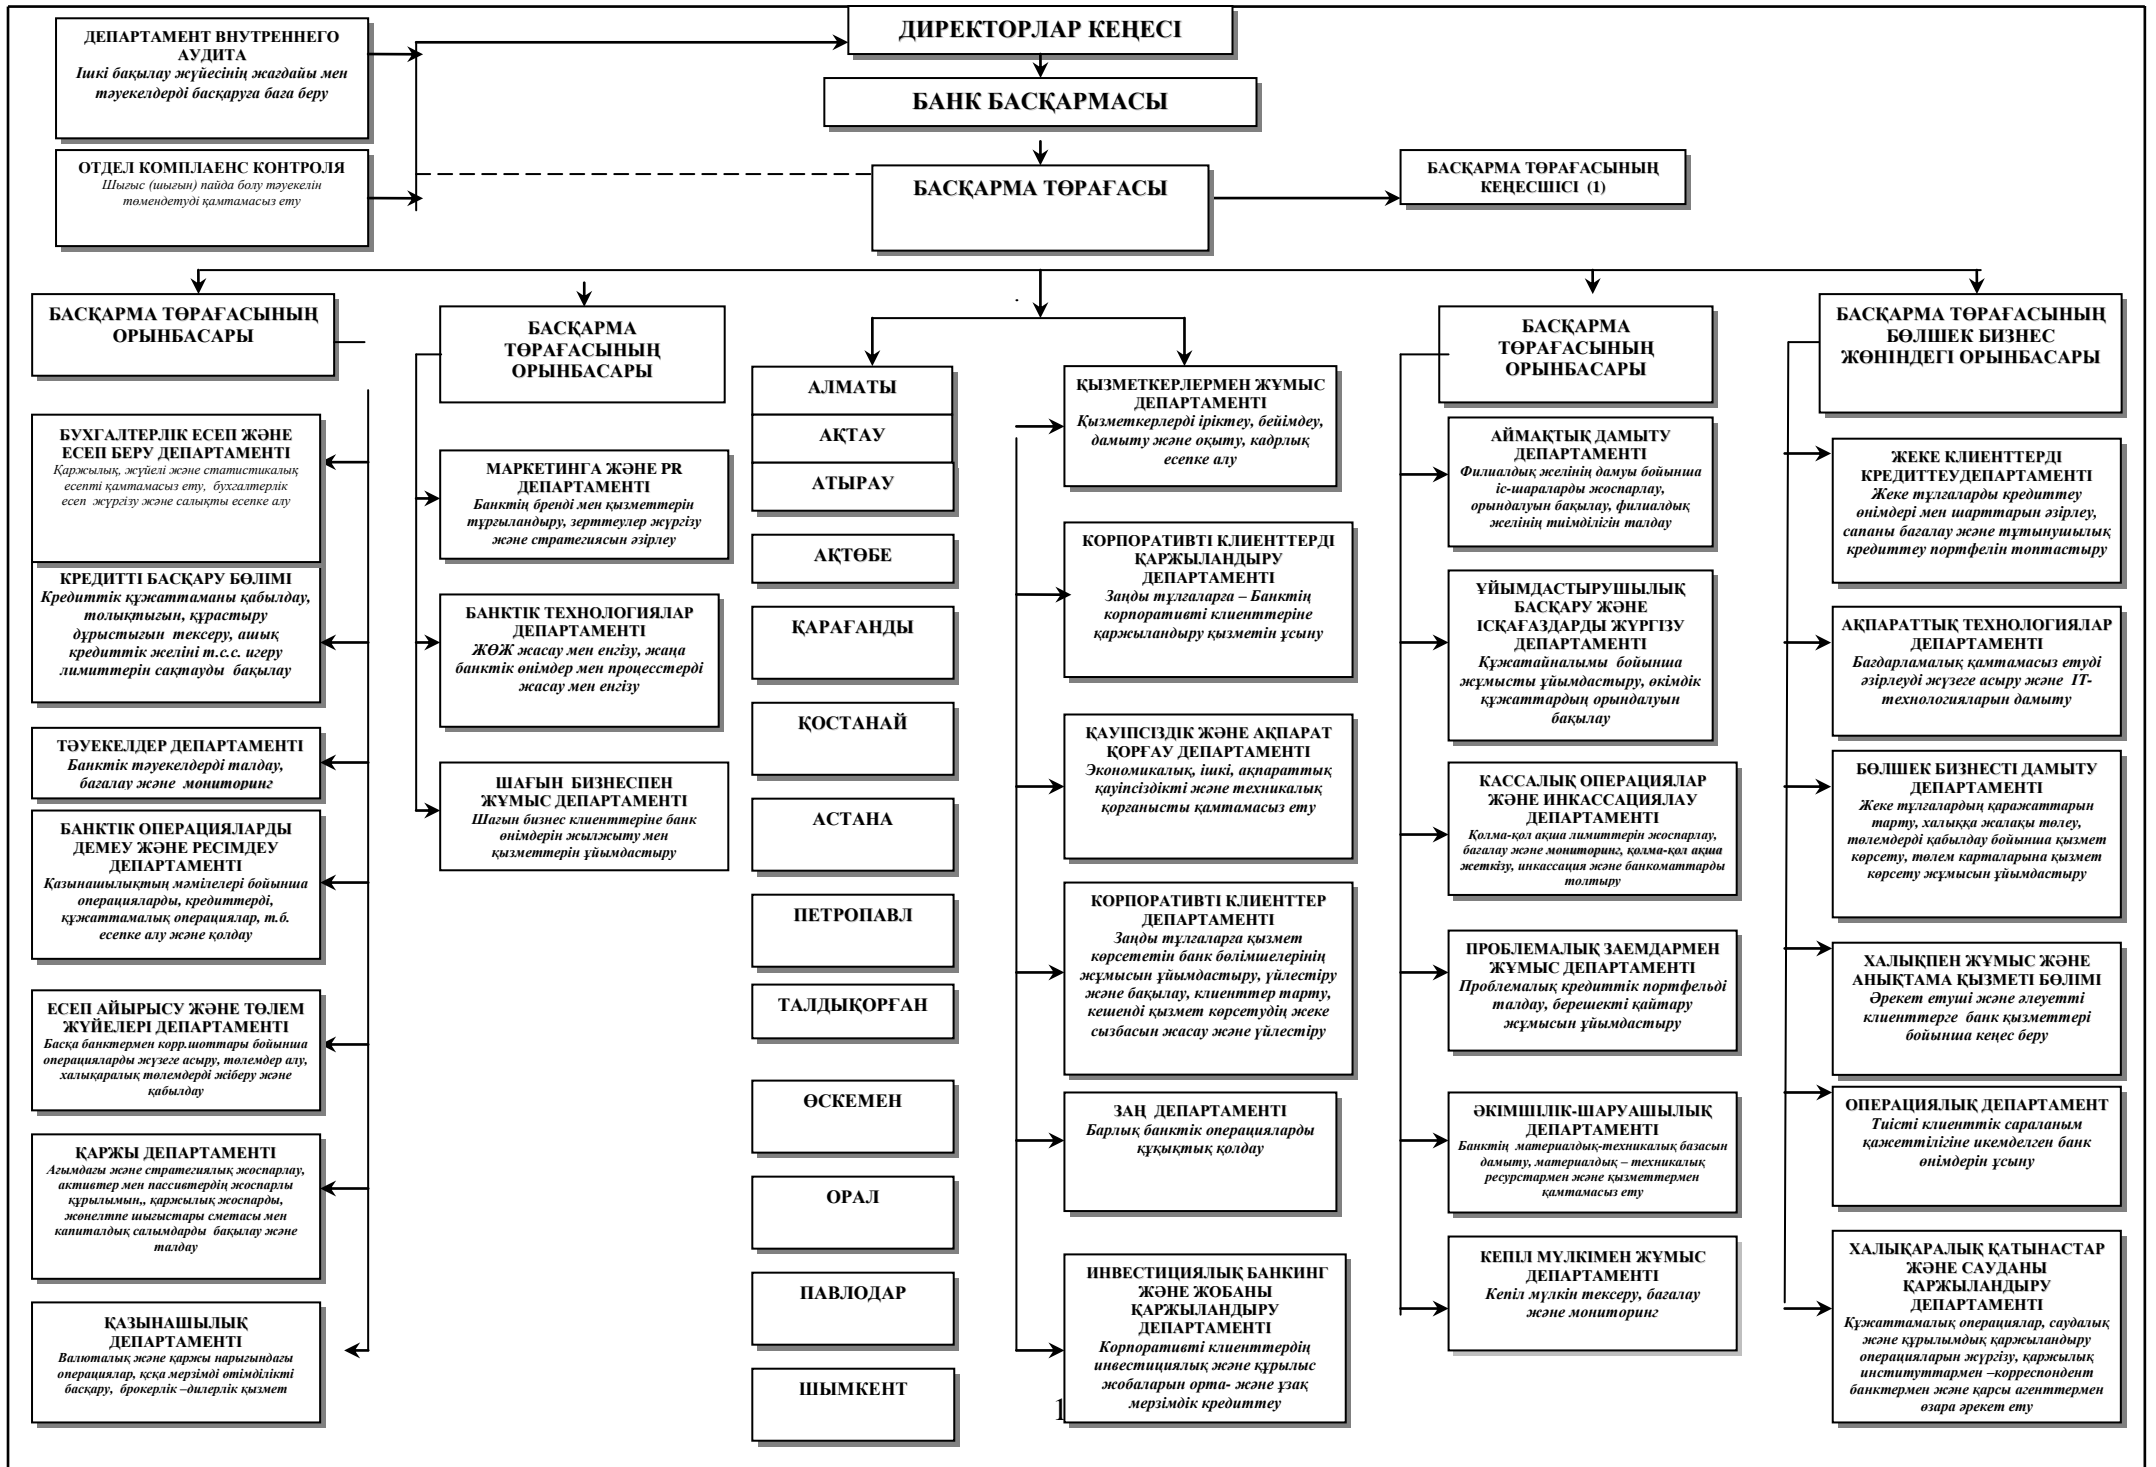 ДЕПАРТАМЕНТ ВНУТРЕННЕГО
АУДИТА
Ішкі бақылау жүйесінің жағдайы мен
тәуекелдерді басқаруға баға беру
ДИРЕКТОРЛАР КЕҢЕСІ
БАНК БАСҚАРМАСЫ
ОТДЕЛ КОМПЛАЕНС КОНТРОЛЯ
Шығыс (шығын) пайда болу тәуекелін
төмендетуді қамтамасыз ету
БАСҚАРМА ТӨРАҒАСЫ
БАСҚАРМА ТӨРАҒАСЫНЫҢ
КЕҢЕСШІСІ (1)
БАСҚАРМА ТӨРАҒАСЫНЫҢ
ОРЫНБАСАРЫ
БУХГАЛТЕРЛІК ЕСЕП ЖӘНЕ
ЕСЕП БЕРУ ДЕПАРТАМЕНТІ
Қаржылық, жүйелі және статистикалық
есепті қамтамасыз ету, бухгалтерлік
есеп жүргізу және салықты есепке алу
КРЕДИТТІ БАСҚАРУ БӨЛІМІ
Кредиттік құжаттаманы қабылдау,
толықтығын, құрастыру
дұрыстығын тексеру, ашық
кредиттік желіні т.с.с. игеру
лимиттерін сақтауды бақылау
ТӘУЕКЕЛДЕР ДЕПАРТАМЕНТІ
Банктік тәуекелдерді талдау,
бағалау және мониторинг
БАНКТІК ОПЕРАЦИЯЛАРДЫ
ДЕМЕУ ЖӘНЕ РЕСІМДЕУ
ДЕПАРТАМЕНТІ
Қазынашылықтың мәмілелері бойынша
операцияларды, кредиттерді,
құжаттамалық операциялар, т.б.
есепке алу және қолдау
ЕСЕП АЙЫРЫСУ ЖӘНЕ ТӨЛЕМ
ЖҮЙЕЛЕРІ ДЕПАРТАМЕНТІ
Басқа банктермен корр.шоттары бойынша
операцияларды жүзеге асыру, төлемдер алу,
халықаралық төлемдерді жіберу және
қабылдау
ҚАРЖЫ ДЕПАРТАМЕНТІ
Ағымдағы және стратегиялық жоспарлау,
активтер мен пассивтердің жоспарлы
құрылымын,, қаржылық жоспарды,
жөнелтпе шығыстары сметасы мен
капиталдық салымдарды бақылау және
талдау
ҚАЗЫНАШЫЛЫҚ
ДЕПАРТАМЕНТІ
Валюталық және қаржы нарығындағы
операциялар, қсқа мерзімді өтімділікті
басқару, брокерлік –дилерлік қызмет
БАСҚАРМА
ТӨРАҒАСЫНЫҢ
ОРЫНБАСАРЫ
МАРКЕТИНГА ЖӘНЕ PR
ДЕПАРТАМЕНТІ
Банктің бренді мен қызметтерін
тұрғыландыру, зерттеулер жүргізу
және стратегиясын әзірлеу
БАНКТІК ТЕХНОЛОГИЯЛАР
ДЕПАРТАМЕНТІ
ЖӨЖ жасау мен енгізу, жаңа
банктік өнімдер мен процесстерді
жасау мен енгізу
ШАҒЫН БИЗНЕСПЕН
ЖҰМЫС ДЕПАРТАМЕНТІ
Шағын бизнес клиенттеріне банк
өнімдерін жылжыту мен
қызметтерін ұйымдастыру
АЛМАТЫ
АҚТАУ
АТЫРАУ
АҚТӨБЕ
ҚАРАҒАНДЫ
ҚОСТАНАЙ
АСТАНА
ПЕТРОПАВЛ
ТАЛДЫҚОРҒАН
ӨСКЕМЕН
ОРАЛ
ПАВЛОДАР
ШЫМКЕНТ
ҚЫЗМЕТКЕРЛЕРМЕН ЖҰМЫС
ДЕПАРТАМЕНТІ
Қызметкерлерді іріктеу, бейімдеу,
дамыту және оқыту, кадрлық
есепке алу
КОРПОРАТИВТІ КЛИЕНТТЕРДІ
ҚАРЖЫЛАНДЫРУ
ДЕПАРТАМЕНТІ
Заңды тұлгаларға – Банктің
корпоративті клиенттеріне
қаржыландыру қызметін ұсыну
ҚАУІПСІЗДІК ЖӘНЕ АҚПАРАТ
ҚОРҒАУ ДЕПАРТАМЕНТІ
Экономикалық, ішкі, ақпараттық
қауіпсіздікті және техникалық
қорғанысты қамтамасыз ету
КОРПОРАТИВТІ КЛИЕНТТЕР
ДЕПАРТАМЕНТІ
Заңды тұлғаларға қызмет
көрсететін банк бөлімшелерінің
жұмысын ұйымдастыру, үйлестіру
және бақылау, клиенттер тарту,
кешенді қызмет көрсетудің жеке
сызбасын жасау және үйлестіру
ЗАҢ ДЕПАРТАМЕНТІ
Барлық банктік операцияларды
құқықтық қолдау
ИНВЕСТИЦИЯЛЫҚ БАНКИНГ
ЖӘНЕ ЖОБАНЫ
ҚАРЖЫЛАНДЫРУ
ДЕПАРТАМЕНТІ
Корпоративті клиенттердің
инвестициялық және құрылыс
жобаларын орта- және ұзақ
мерзімдік кредиттеу
1
БАСҚАРМА
ТӨРАҒАСЫНЫҢ
ОРЫНБАСАРЫ
АЙМАҚТЫҚ ДАМЫТУ
ДЕПАРТАМЕНТІ
Филиалдық желінің дамуы бойынша
іс-шараларды жоспарлау,
орындалуын бақылау, филиалдық
желінің тиімділігін талдау
ҰЙЫМДАСТЫРУШЫЛЫҚ
БАСҚАРУ ЖӘНЕ
ІСҚАҒАЗДАРДЫ ЖҮРГІЗУ
ДЕПАРТАМЕНТІ
Құжатайналымы бойынша
жұмысты ұйымдастыру, өкімдік
құжаттардың орындалуын
бақылау
КАССАЛЫҚ ОПЕРАЦИЯЛАР
ЖӘНЕ ИНКАССАЦИЯЛАУ
ДЕПАРТАМЕНТІ
Қолма-қол ақша лимиттерін жоспарлау,
бағалау және мониторинг, қолма-қол ақша
жеткізу, инкассация және банкоматтарды
толтыру
ПРОБЛЕМАЛЫҚ ЗАЕМДАРМЕН
ЖҰМЫС ДЕПАРТАМЕНТІ
Проблемалық кредиттік портфельді
талдау, берешекті қайтару
жұмысын ұйымдастыру
ӘКІМШІЛІК-ШАРУАШЫЛЫҚ
ДЕПАРТАМЕНТІ
Банктің материалдық-техникалық базасын
дамыту, материалдық – техникалық
ресурстармен және қызметтермен
қамтамасыз ету
КЕПІЛ МҮЛКІМЕН ЖҰМЫС
ДЕПАРТАМЕНТІ
Кепіл мүлкін тексеру, бағалау
және мониторинг
БАСҚАРМА ТӨРАҒАСЫНЫҢ
БӨЛШЕК БИЗНЕС
ЖӨНІНДЕГІ ОРЫНБАСАРЫ
ЖЕКЕ КЛИЕНТТЕРДІ
КРЕДИТТЕУДЕПАРТАМЕНТІ
Жеке тұлғаларды кредиттеу
өнімдері мен шарттарын әзірлеу,
сапаны бағалау және тұтынушылық
кредиттеу портфелін топтастыру
АҚПАРАТТЫҚ ТЕХНОЛОГИЯЛАР
ДЕПАРТАМЕНТІ
Бағдарламалық қамтамасыз етуді
әзірлеуді жүзеге асыру және IT-
технологияларын дамыту
БӨЛШЕК БИЗНЕСТІ ДАМЫТУ
ДЕПАРТАМЕНТІ
Жеке тұлғалардың қаражаттарын
тарту, халыққа жалақы төлеу,
төлемдерді қабылдау бойынша қызмет
көрсету, төлем карталарына қызмет
көрсету жұмысын ұйымдастыру
ХАЛЫҚПЕН ЖҰМЫС ЖӘНЕ
АНЫҚТАМА ҚЫЗМЕТІ БӨЛІМІ
Әрекет етуші және әлеуетті
клиенттерге банк қызметтері
бойынша кеңес беру
ОПЕРАЦИЯЛЫҚ ДЕПАРТАМЕНТ
Тиісті клиенттік сараланым
қажеттілігіне икемделген банк
өнімдерін ұсыну
ХАЛЫҚАРАЛЫҚ ҚАТЫНАСТАР
ЖӘНЕ САУДАНЫ
ҚАРЖЫЛАНДЫРУ
ДЕПАРТАМЕНТІ
Құжаттамалық операциялар, саудалық
және құрылымдық қаржыландыру
операцияларын жүргізу, қаржылық
институттармен –корреспондент
банктермен және қарсы агенттермен
өзара әрекет ету